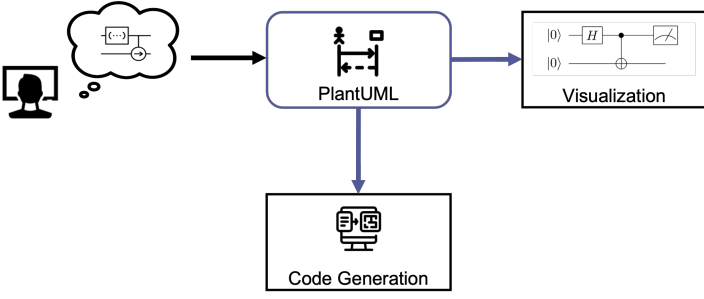 (···)
PlantUML
|0⟩ H
|0⟩
Visualization
Code Generation